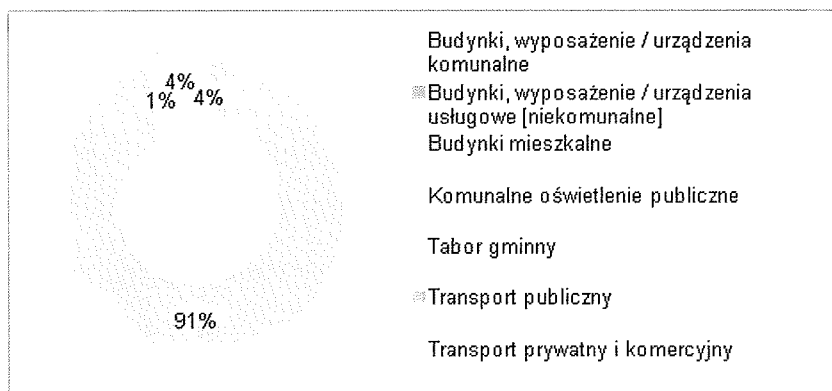 4%
1%
4%
91%
Budynki, wyposażenie / urządzenia
komunalne
Budynki, wyposażenie / urządzenia
usługowe [niekomunalne]
Budynki mieszkalne
Komunalne oświetlenie publiczne
Tabor gminny
Transport publiczny
Transport prywatny i komercyjny